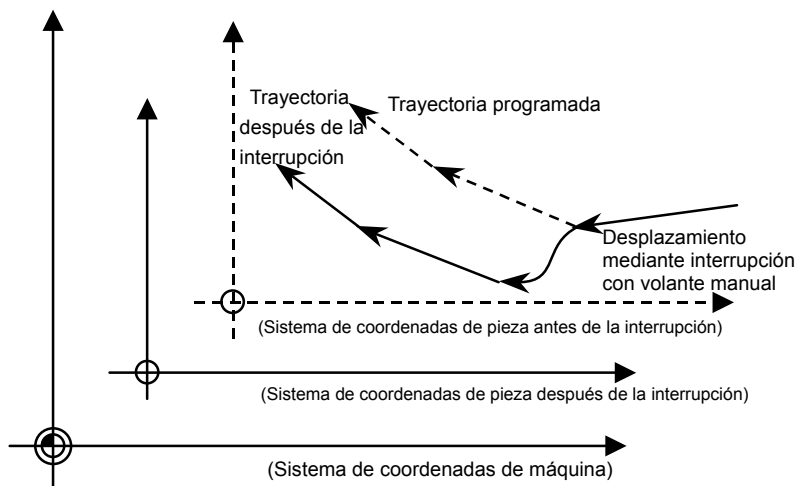 Trayectoria
después de la
interrupción
Trayectoria programada
Desplazamiento
mediante interrupción
con volante manual
(Sistema de coordenadas de pieza antes de la interrupción)
(Sistema de coordenadas de pieza después de la interrupción)
(Sistema de coordenadas de máquina)